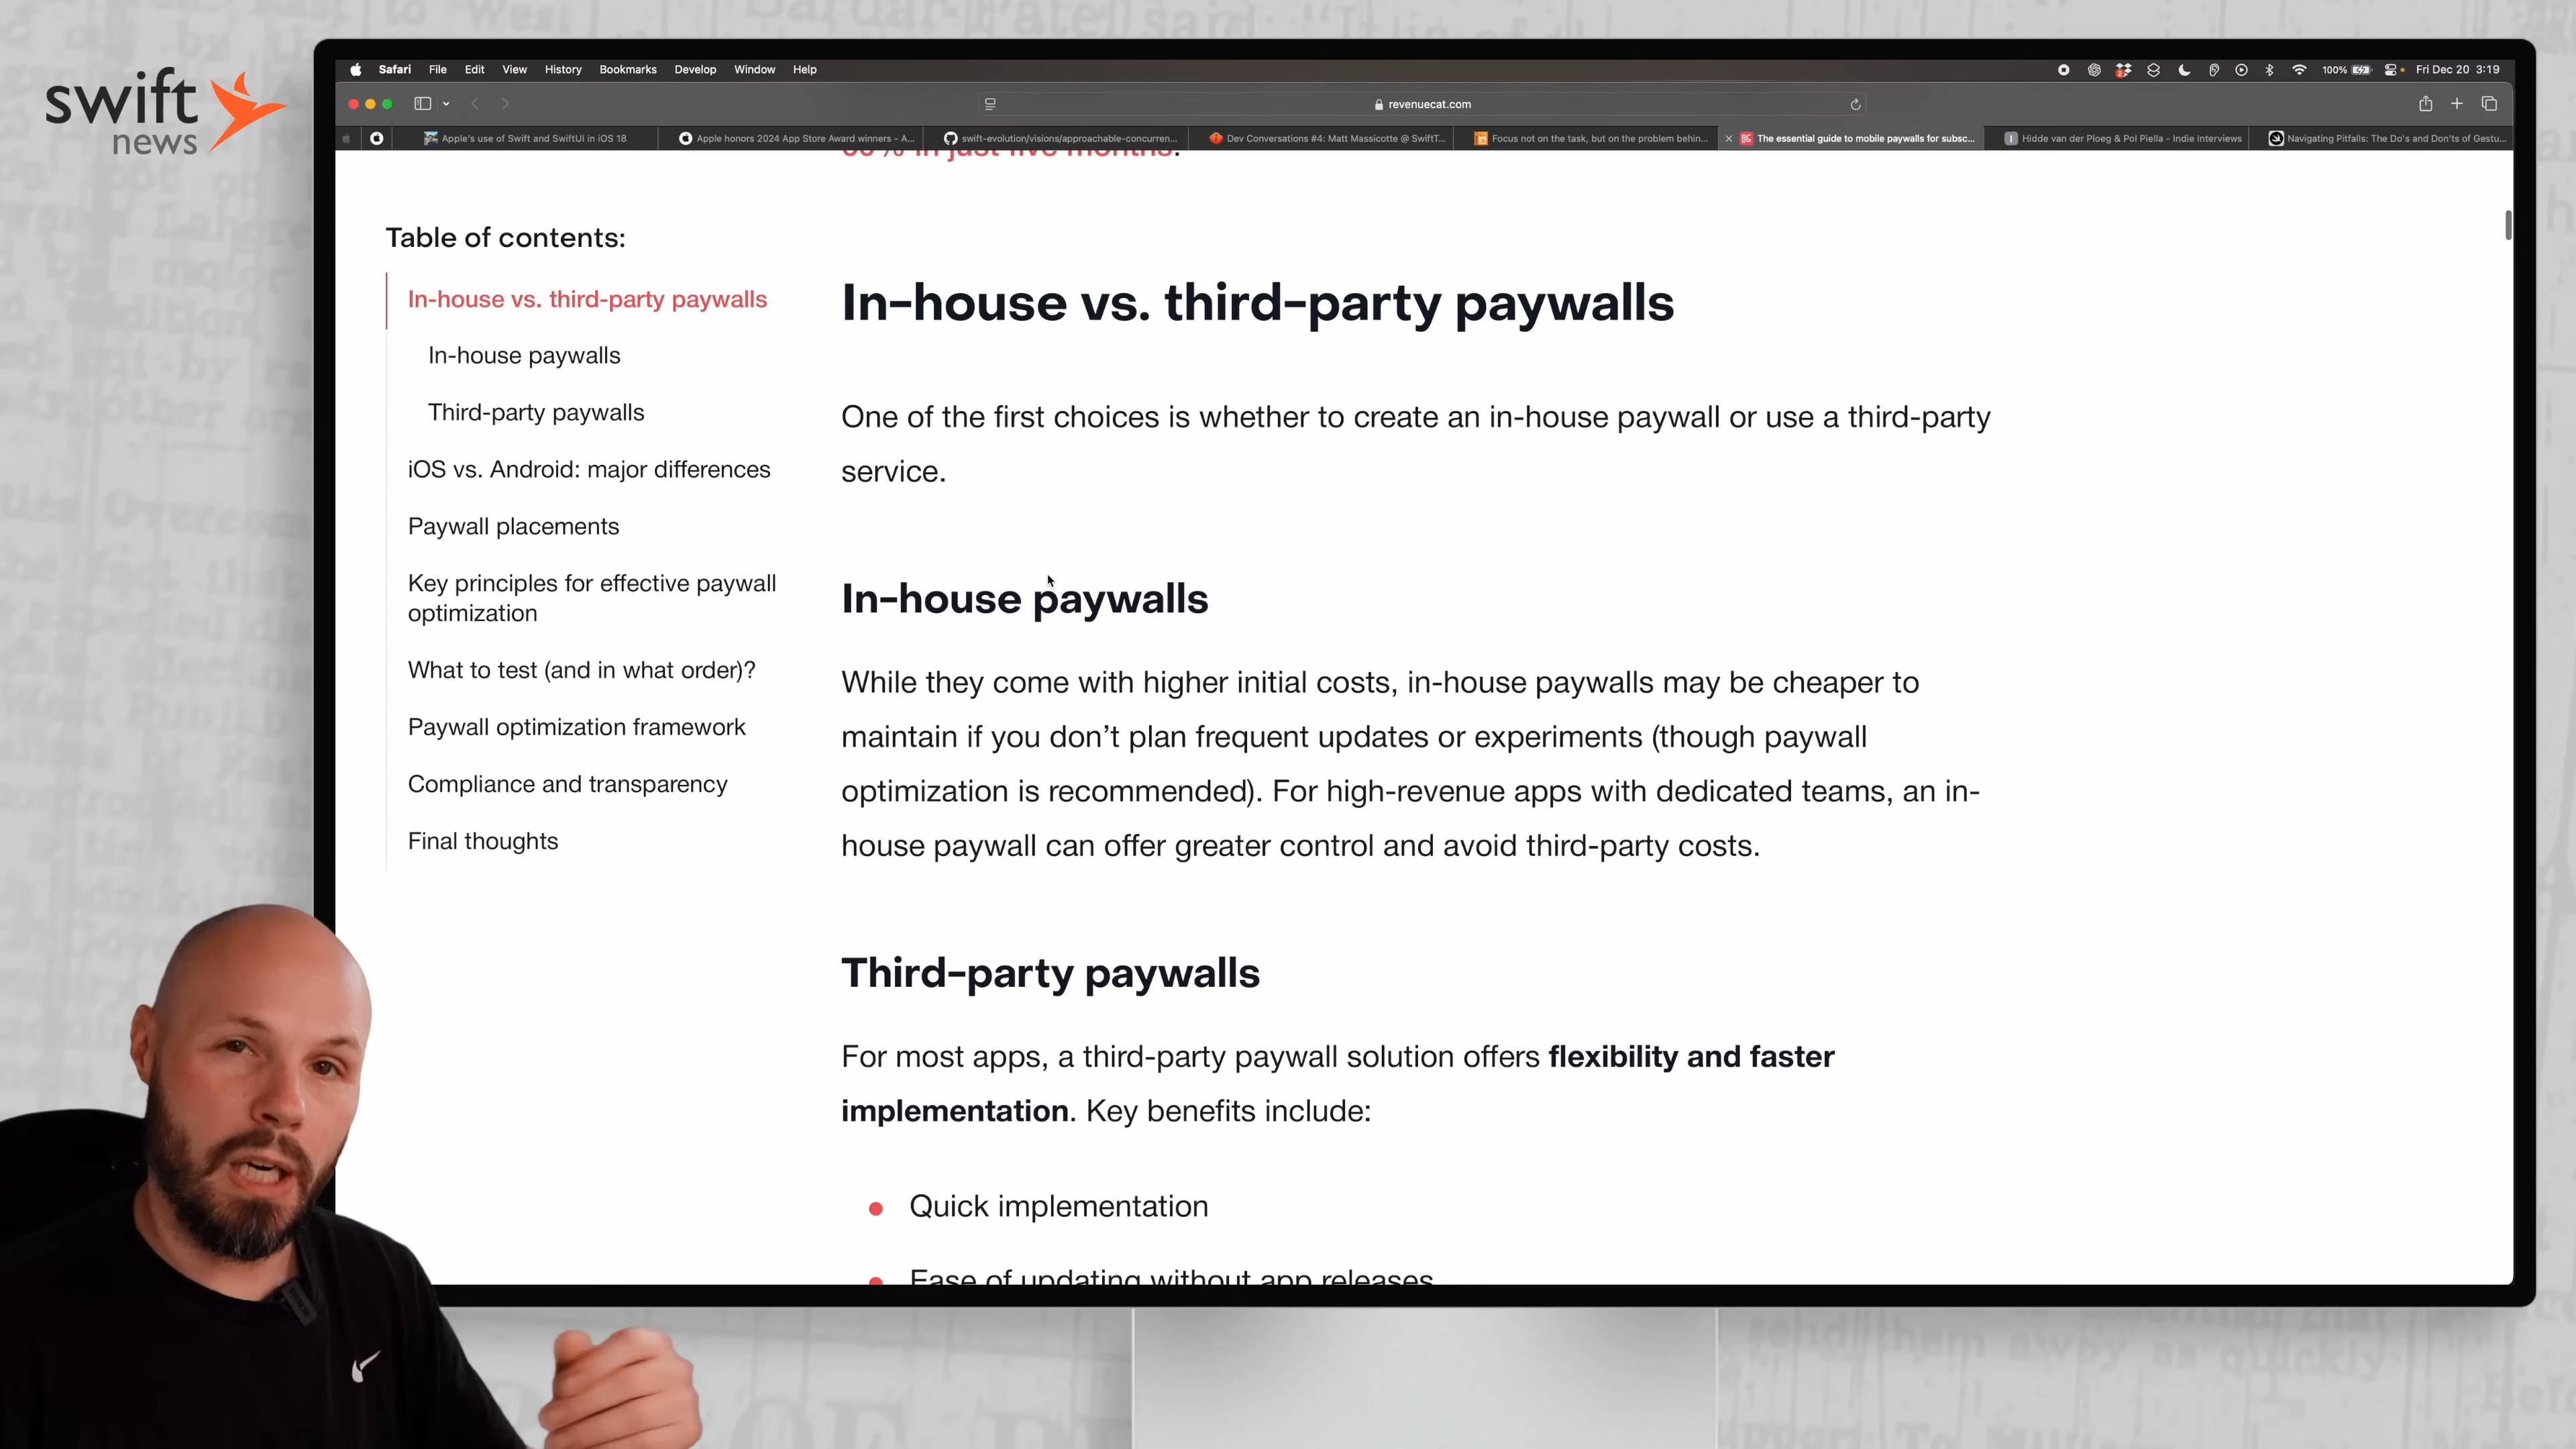 swift
news
Safari File Edit View History Bookmarks Develop Window Help
100% Fri Dec 20 3:19
revenuecat.com
Apple's use of Swift and SwiftUI in iOS 18
Apple honors 2024 App Store Award winners - A...
swift-evolution/visions/approachable-concurren...
Dev Conversations #4: Matt Massicotte @ SwiftT...
Focus not on the task, but on the problem behin...
The essential guide to mobile paywalls for subsc...
Hidde van der Ploeg & Pol Piella - Indie Interviews
Navigating Pitfalls: The Do's and Don'ts of Gestu...
in just five months.
Table of contents:
In-house vs. third-party paywalls
In-house paywalls
Third-party paywalls
iOS vs. Android: major differences
Paywall placements
Key principles for effective paywall
optimization
What to test (and in what order)?
Paywall optimization framework
Compliance and transparency
Final thoughts
In-house vs. third-party paywalls
One of the first choices is whether to create an in-house paywall or use a third-party
service.
In-house paywalls
While they come with higher initial costs, in-house paywalls may be cheaper to
maintain if you don't plan frequent updates or experiments (though paywall
optimization is recommended). For high-revenue apps with dedicated teams, an in-
house paywall can offer greater control and avoid third-party costs.
Third-party paywalls
For most apps, a third-party paywall solution offers flexibility and faster
implementation. Key benefits include:
Quick implementation
Ease of updating without app releases